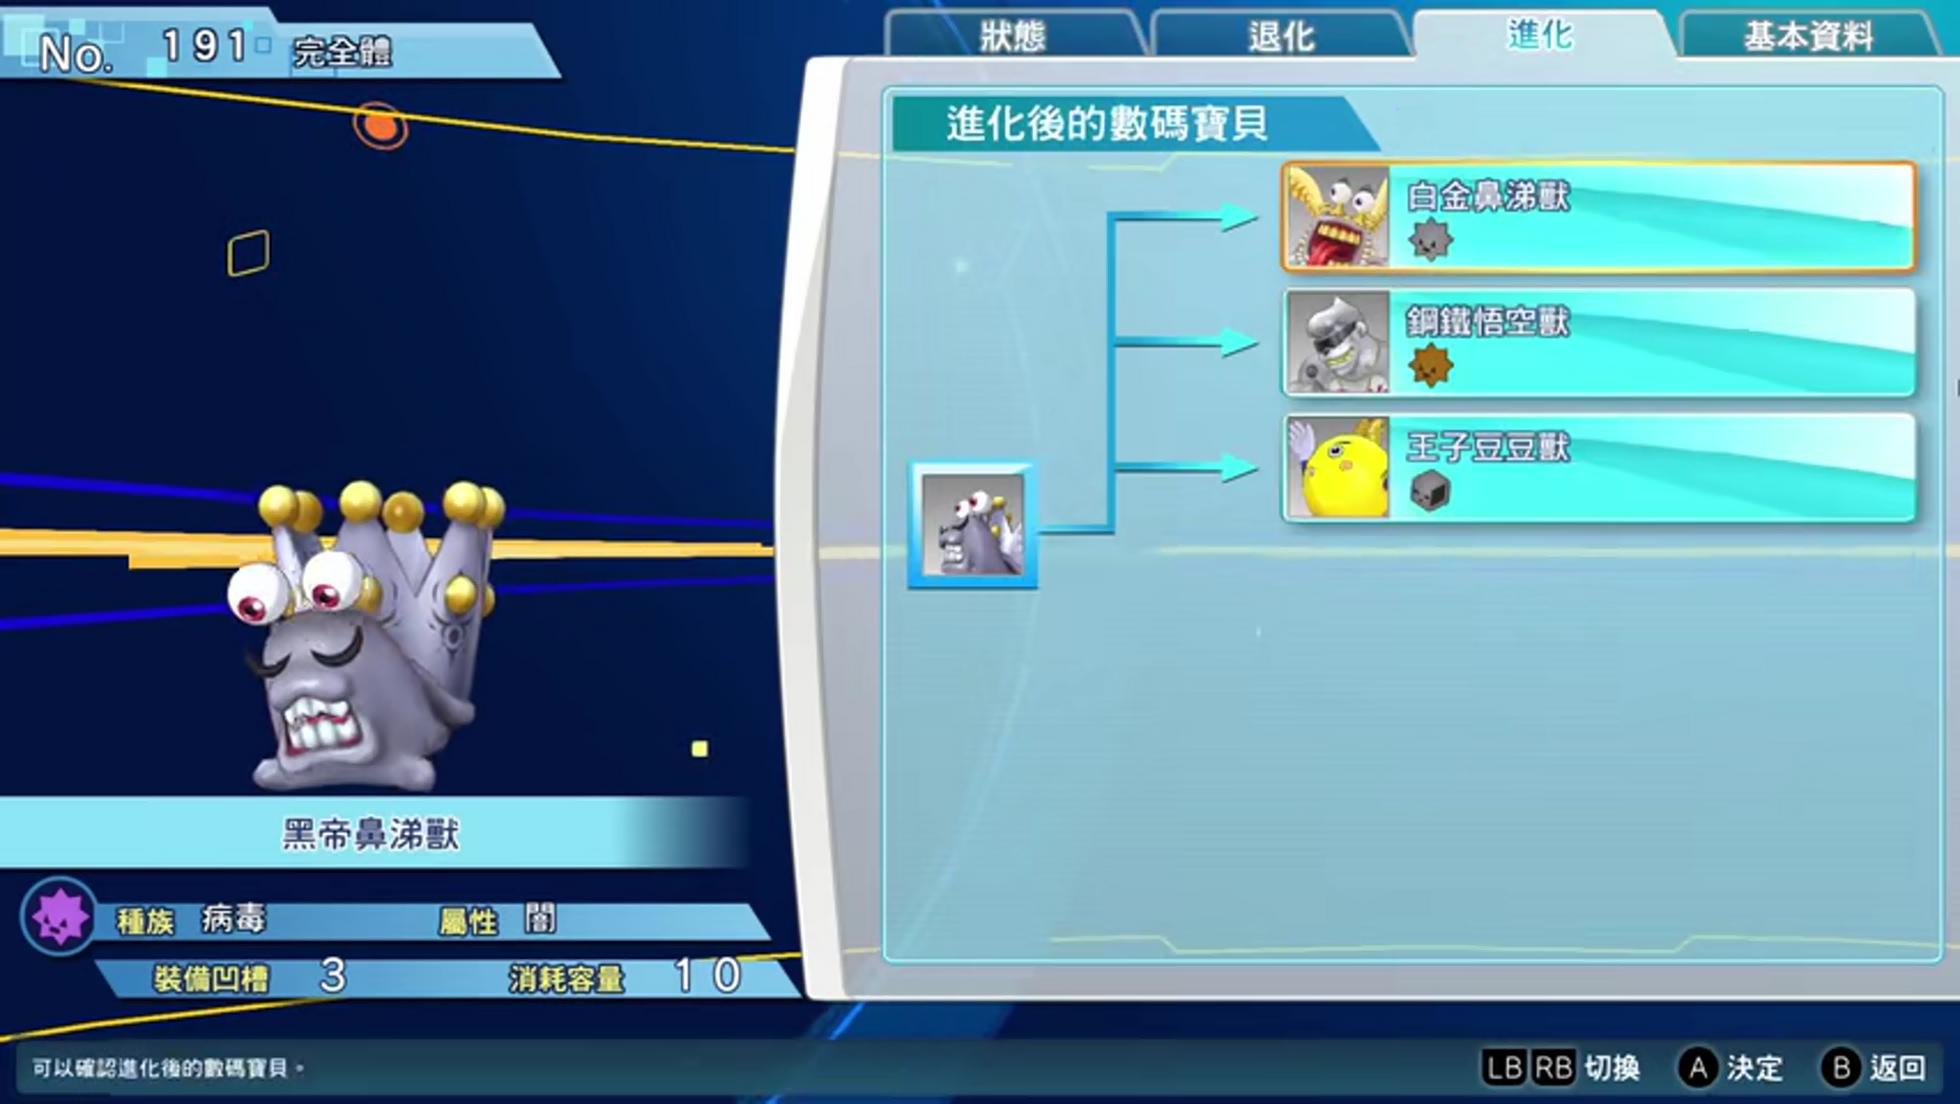 No. 191 完全體
狀態 退化 進化 基本資料
進化後的數碼寶貝
白金鼻涕獸
鋼鐵悟空獸
王子豆豆獸
黑帝鼻涕獸
種族 病毒 屬性 闇
裝備凹槽 3 消耗容量 10
可以確認進化後的數碼寶貝。
LB RB 切換 A 決定 B 返回